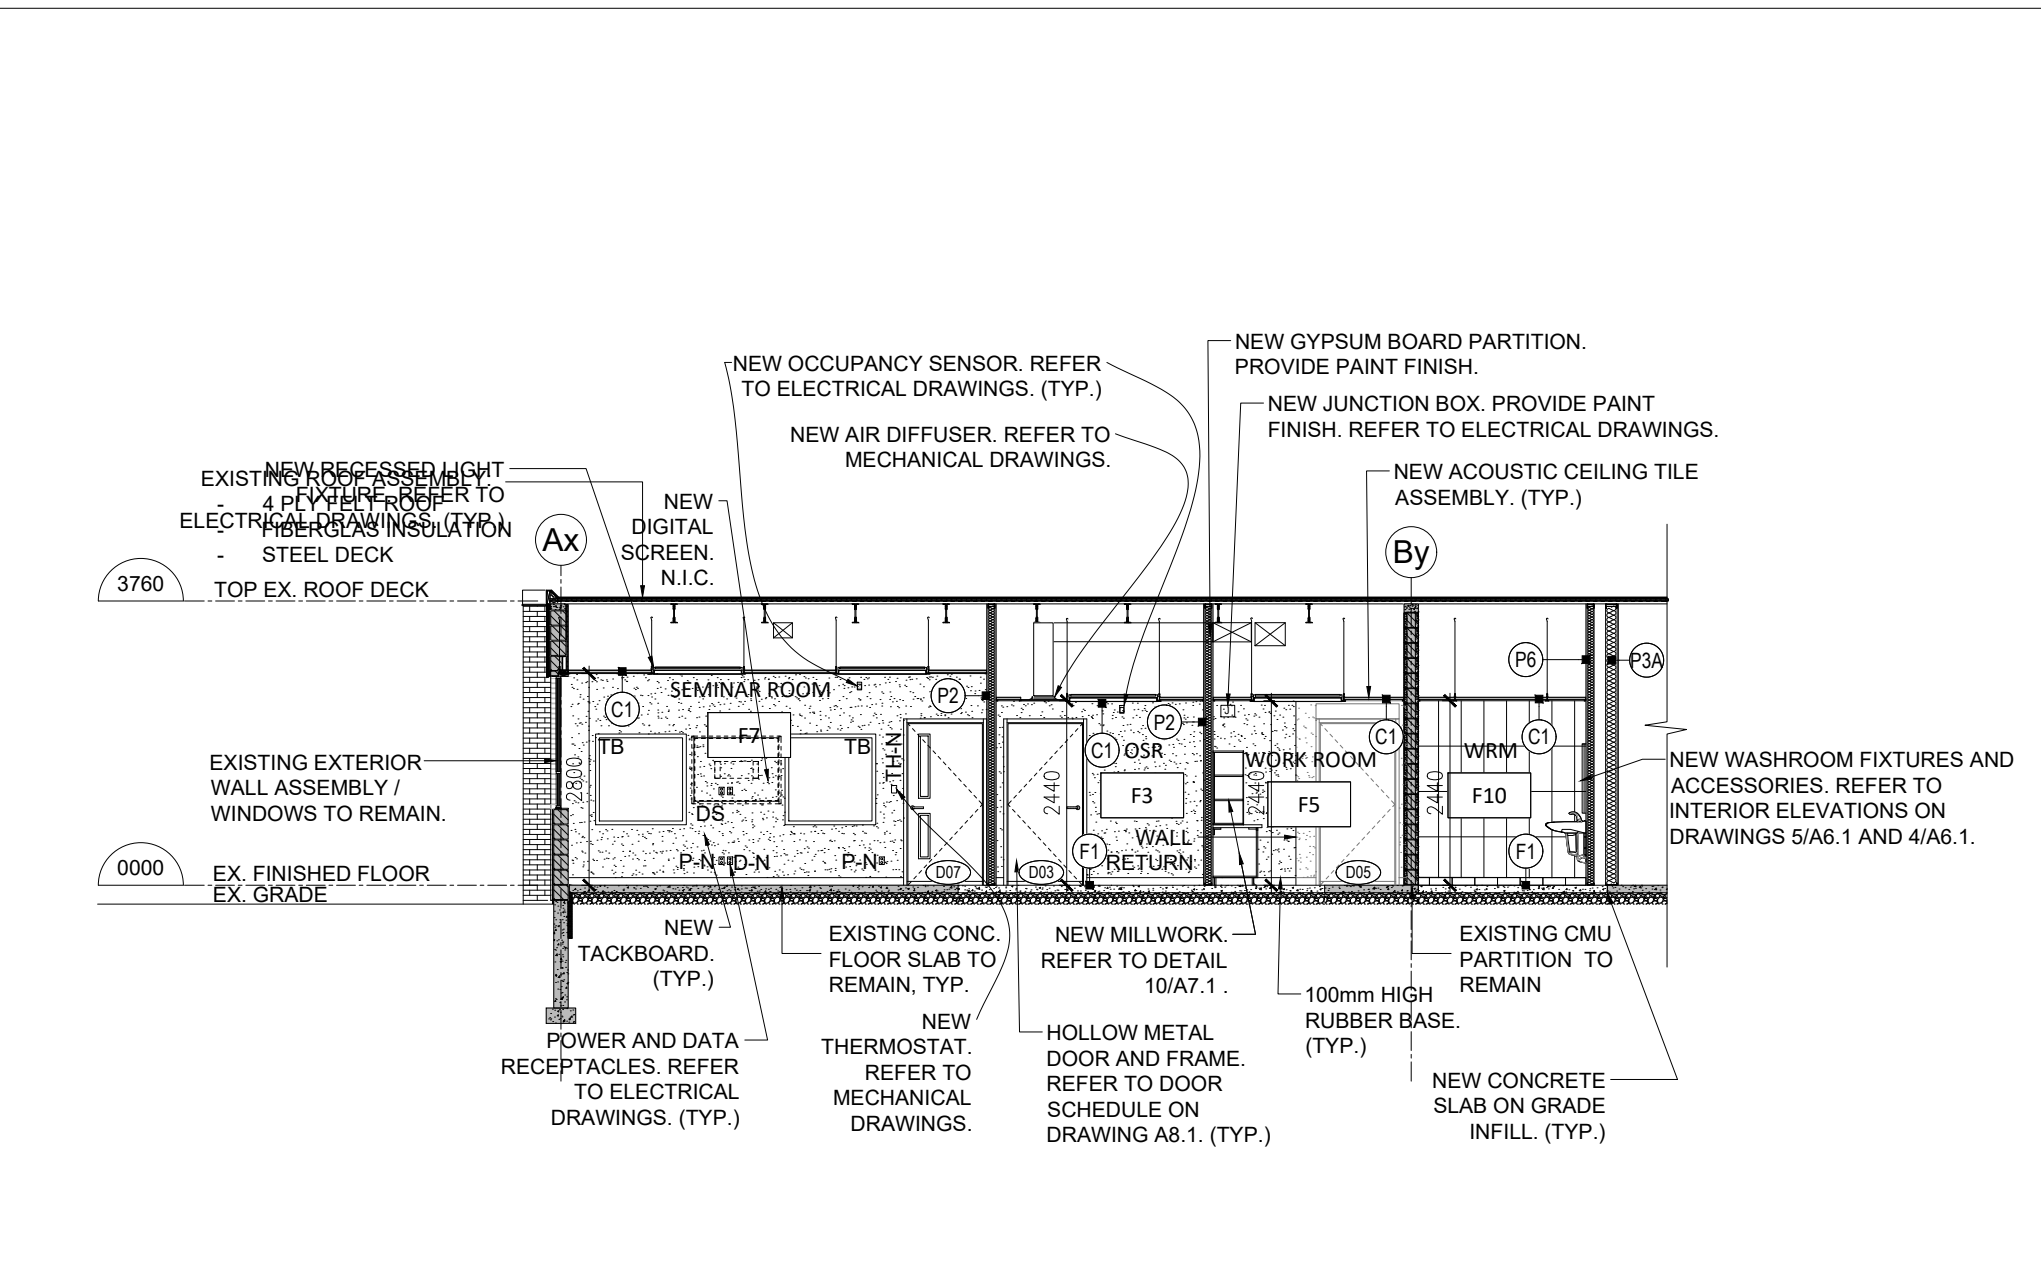 NEW GYPSUM BOARD PARTITION.
PROVIDE PAINT FINISH.
NEW OCCUPANCY SENSOR. REFER
TO ELECTRICAL DRAWINGS. (TYP.)
NEW JUNCTION BOX. PROVIDE PAINT
FINISH. REFER TO ELECTRICAL DRAWINGS.
NEW AIR DIFFUSER. REFER TO
MECHANICAL DRAWINGS.
NEW ACOUSTIC CEILING TILE
ASSEMBLY. (TYP.)
NEW RECESSED LIGHT
FIXTURE. REFER TO
ELECTRICAL DRAWINGS. (TYP.)
EXISTING ROOF ASSEMBLY.
- 4 PLY FELT ROOF
- FIBERGLAS INSULATION
- STEEL DECK
NEW
DIGITAL
SCREEN.
N.I.C.
Ax
By
3760
TOP EX. ROOF DECK
P6
P3A
SEMINAR ROOM
P2
C1
F7
TB
TB
TH-N
2800
DS
P-N
D-N
P-N
D07
P2
C1
OSR
2440
F3
F1
WALL
RETURN
D03
C1
WORK ROOM
2440
F5
D05
C1
WRM
2440
F10
F1
EXISTING EXTERIOR
WALL ASSEMBLY /
WINDOWS TO REMAIN.
NEW WASHROOM FIXTURES AND
ACCESSORIES. REFER TO
INTERIOR ELEVATIONS ON
DRAWINGS 5/A6.1 AND 4/A6.1.
0000
EX. FINISHED FLOOR
EX. GRADE
NEW
TACKBOARD.
(TYP.)
EXISTING CONC.
FLOOR SLAB TO
REMAIN, TYP.
NEW MILLWORK.
REFER TO DETAIL
10/A7.1 .
EXISTING CMU
PARTITION TO
REMAIN
100mm HIGH
RUBBER BASE.
(TYP.)
POWER AND DATA
RECEPTACLES. REFER
TO ELECTRICAL
DRAWINGS. (TYP.)
NEW
THERMOSTAT.
REFER TO
MECHANICAL
DRAWINGS.
HOLLOW METAL
DOOR AND FRAME.
REFER TO DOOR
SCHEDULE ON
DRAWING A8.1. (TYP.)
NEW CONCRETE
SLAB ON GRADE
INFILL. (TYP.)